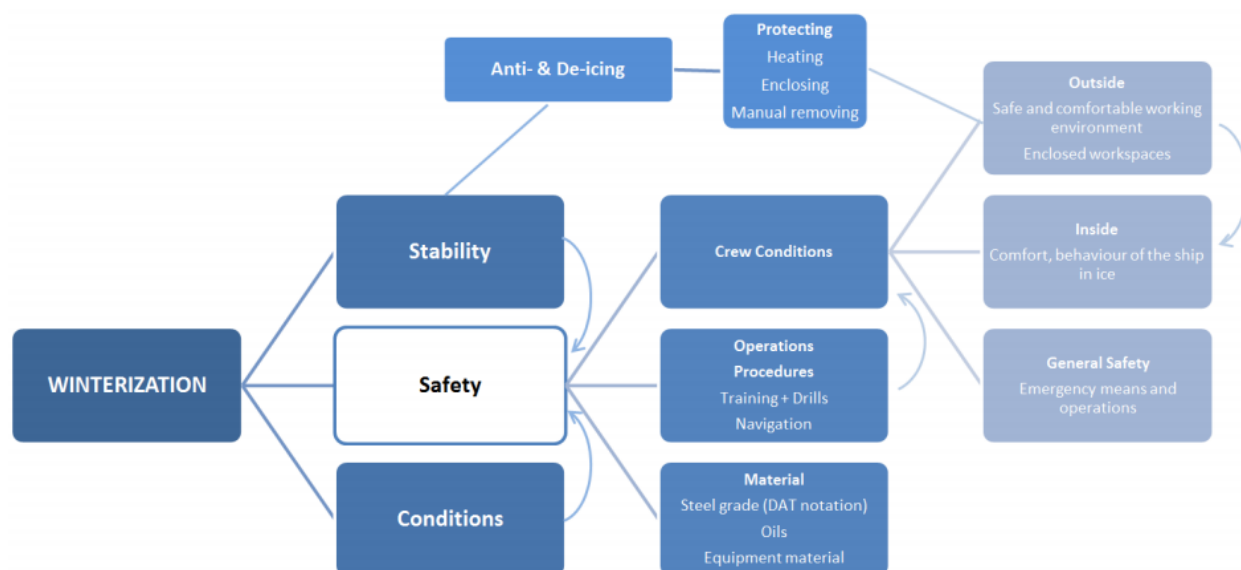 Anti- & De-icing
Protecting
Heating
Enclosing
Manual removing
Outside
Safe and comfortable working
environment
Enclosed workspaces
Stability
Crew Conditions
Inside
Comfort, behaviour of the ship
in ice
WINTERIZATION
Safety
Operations
Procedures
Training + Drills
Navigation
General Safety
Emergency means and
operations
Conditions
Material
Steel grade (DAT notation)
Oils
Equipment material